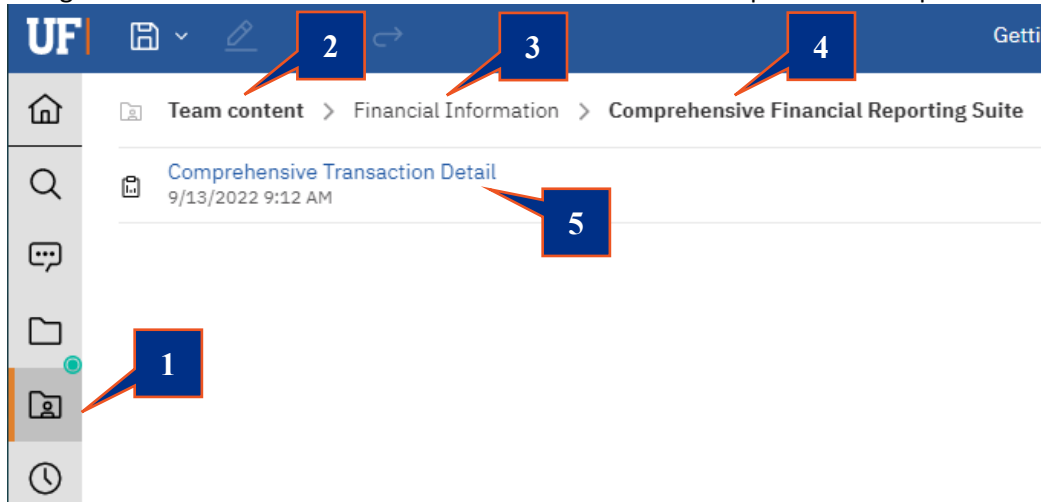 UF
2
3
4
Getti
Team content > Financial Information > Comprehensive Financial Reporting Suite
Comprehensive Transaction Detail
9/13/2022 9:12 AM
5
1